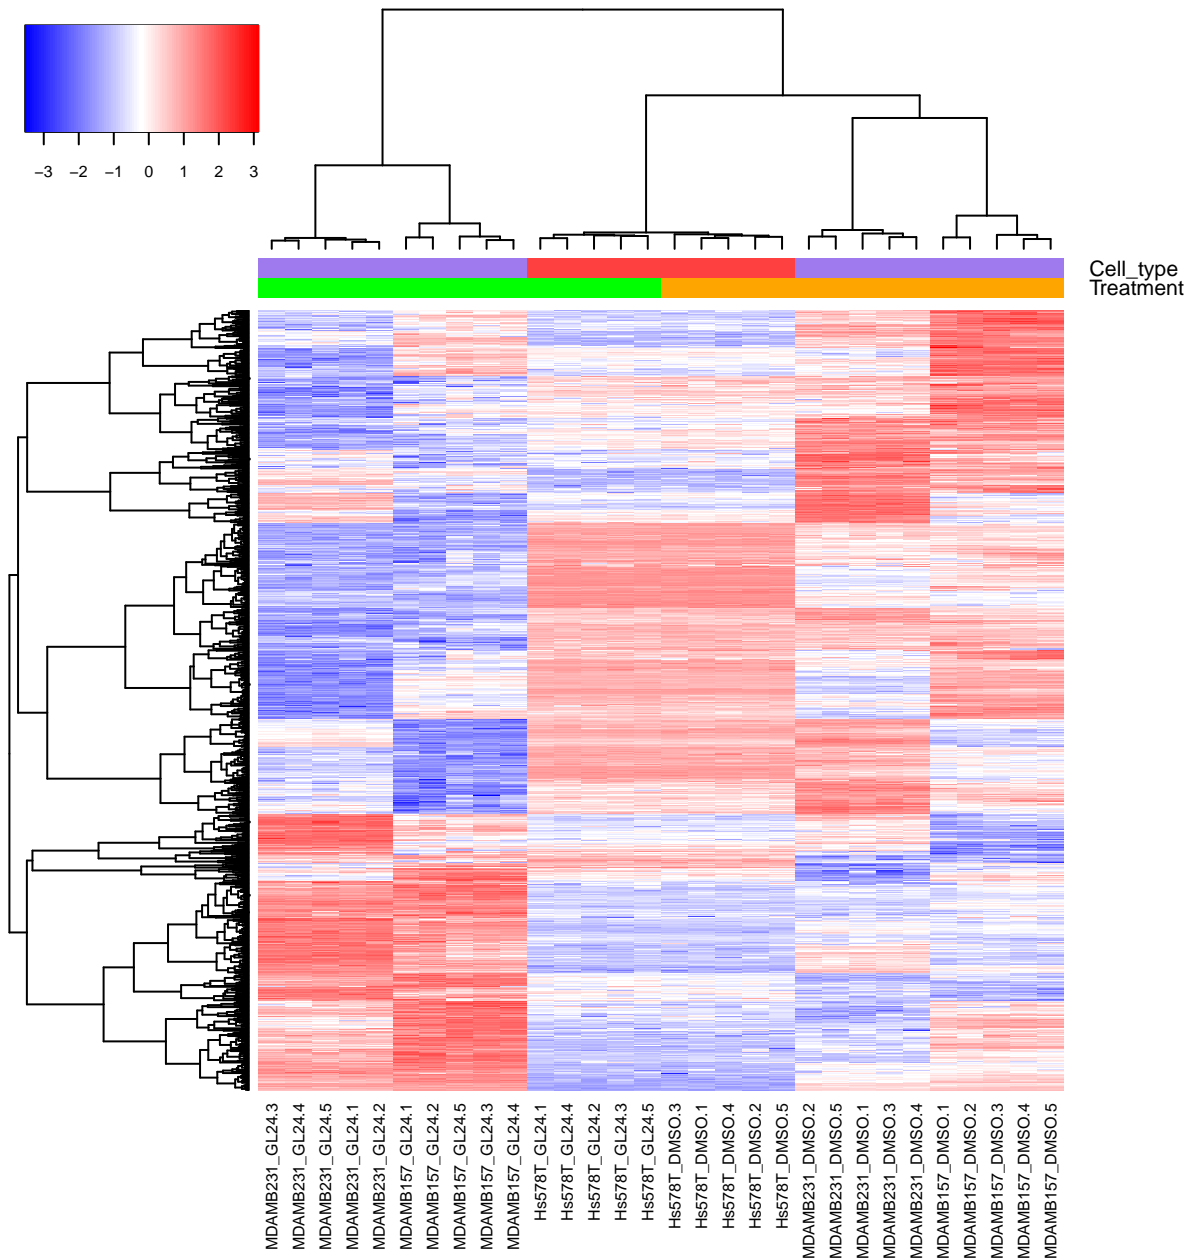 −3 −2 −1 0 1 2 3
Cell_type
Treatment
MDAMB231_GL24.3
MDAMB231_GL24.4
MDAMB231_GL24.5
MDAMB231_GL24.1
MDAMB231_GL24.2
MDAMB157_GL24.1
MDAMB157_GL24.2
MDAMB157_GL24.5
MDAMB157_GL24.3
MDAMB157_GL24.4
Hs578T_GL24.1
Hs578T_GL24.4
Hs578T_GL24.2
Hs578T_GL24.3
Hs578T_GL24.5
Hs578T_DMSO.3
Hs578T_DMSO.1
Hs578T_DMSO.4
Hs578T_DMSO.2
Hs578T_DMSO.5
MDAMB231_DMSO.2
MDAMB231_DMSO.5
MDAMB231_DMSO.1
MDAMB231_DMSO.3
MDAMB231_DMSO.4
MDAMB157_DMSO.1
MDAMB157_DMSO.2
MDAMB157_DMSO.3
MDAMB157_DMSO.4
MDAMB157_DMSO.5